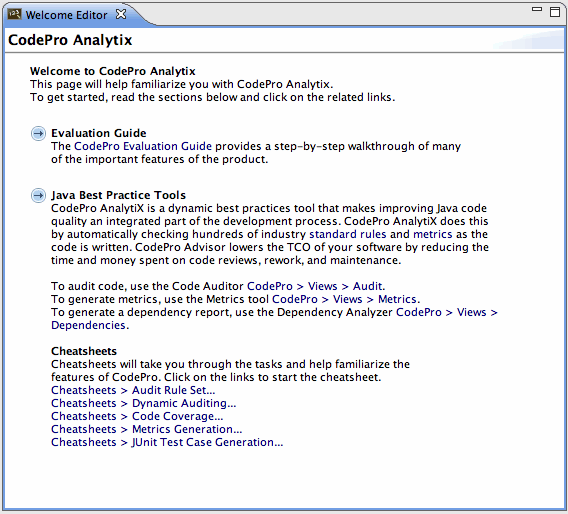 Welcome Editor
CodePro Analytix
Welcome to CodePro Analytix
This page will help familiarize you with CodePro Analytix.
To get started, read the sections below and click on the related links.
Evaluation Guide
The CodePro Evaluation Guide provides a step-by-step walkthrough of many
of the important features of the product.
Java Best Practice Tools
CodePro AnalytiX is a dynamic best practices tool that makes improving Java code
quality an integrated part of the development process. CodePro AnalytiX does this
by automatically checking hundreds of industry standard rules and metrics as the
code is written. CodePro Advisor lowers the TCO of your software by reducing the
time and money spent on code reviews, rework, and maintenance.
To audit code, use the Code Auditor CodePro > Views > Audit.
To generate metrics, use the Metrics tool CodePro > Views > Metrics.
To generate a dependency report, use the Dependency Analyzer CodePro > Views >
Dependencies.
Cheatsheets
Cheatsheets will take you through the tasks and help familiarize the
features of CodePro. Click on the links to start the cheatsheet.
Cheatsheets > Audit Rule Set...
Cheatsheets > Dynamic Auditing...
Cheatsheets > Code Coverage...
Cheatsheets > Metrics Generation...
Cheatsheets > JUnit Test Case Generation...